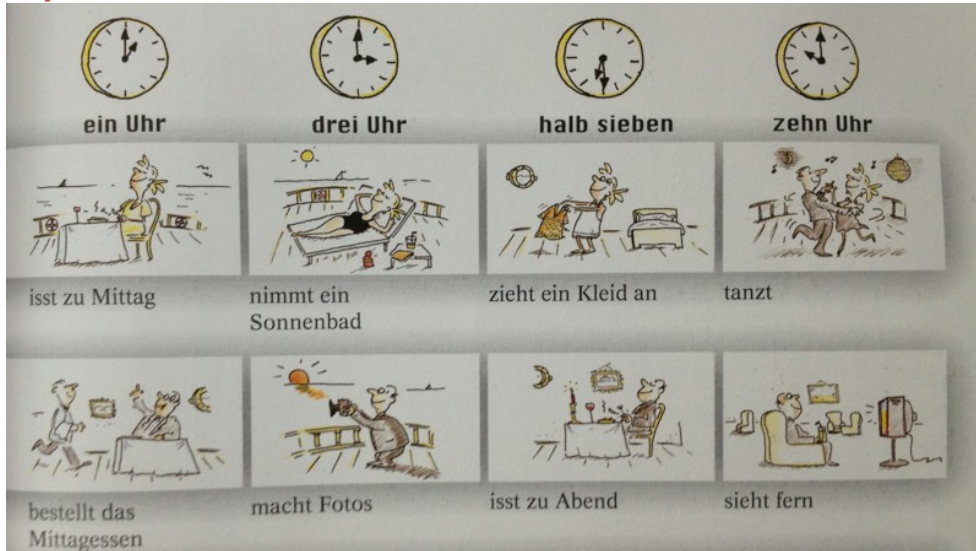 ein Uhr drei Uhr halb sieben zehn Uhr
isst zu Mittag nimmt ein zieht ein Kleid an tanzt
Sonnenbad
bestellt das macht Fotos isst zu Abend sieht fern
Mittagessen